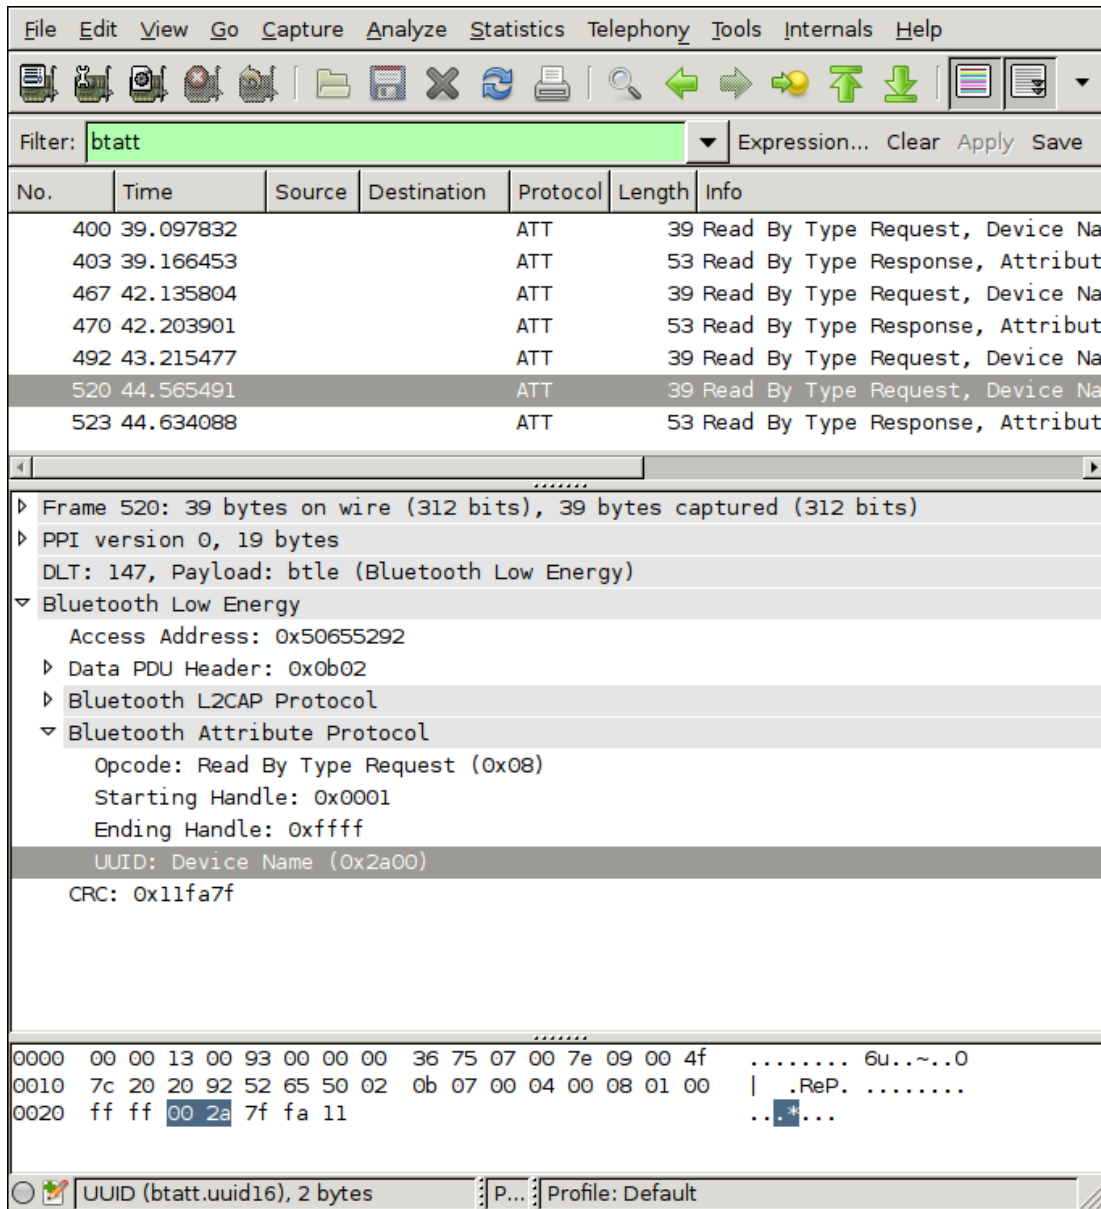 File Edit View Go Capture Analyze Statistics Telephony Tools Internals Help
Filter: btatt Expression... Clear Apply Save
No. Time Source Destination Protocol Length Info
400 39.097832 ATT 39 Read By Type Request, Device Na
403 39.166453 ATT 53 Read By Type Response, Attribut
467 42.135804 ATT 39 Read By Type Request, Device Na
470 42.203901 ATT 53 Read By Type Response, Attribut
492 43.215477 ATT 39 Read By Type Request, Device Na
520 44.565491 ATT 39 Read By Type Request, Device Na
523 44.634088 ATT 53 Read By Type Response, Attribut
Frame 520: 39 bytes on wire (312 bits), 39 bytes captured (312 bits)
PPI version 0, 19 bytes
DLT: 147, Payload: btle (Bluetooth Low Energy)
Bluetooth Low Energy
Access Address: 0x50655292
Data PDU Header: 0x0b02
Bluetooth L2CAP Protocol
Bluetooth Attribute Protocol
Opcode: Read By Type Request (0x08)
Starting Handle: 0x0001
Ending Handle: 0xffff
UUID: Device Name (0x2a00)
CRC: 0x11fa7f
0000 00 00 13 00 93 00 00 00 36 75 07 00 7e 09 00 4f ........ 6u..~..O
0010 7c 20 20 92 52 65 50 02 0b 07 00 04 00 08 01 00 |  .ReP. ........
0020 ff ff 00 2a 7f fa 11 ...*...
UUID (btatt.uuid16), 2 bytes P... Profile: Default